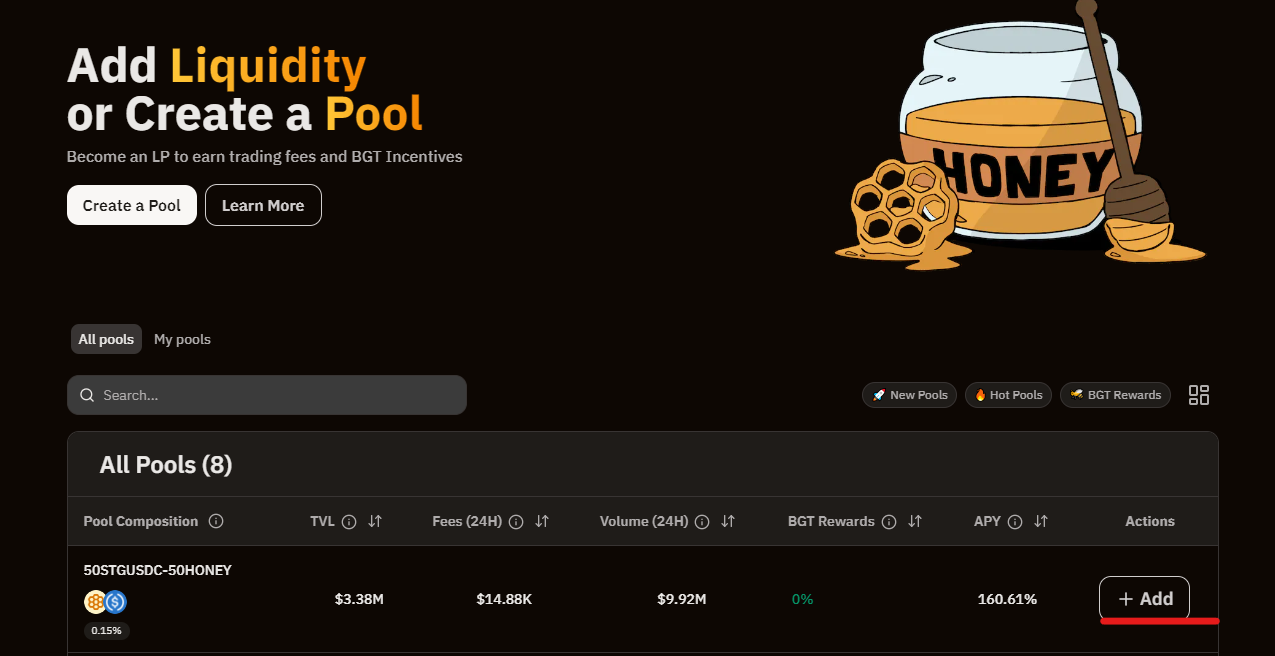 Add Liquidity
or Create a Pool
Become an LP to earn trading fees and BGT Incentives
Create a Pool Learn More
HONEY
All pools My pools
Search... New Pools Hot Pools BGT Rewards
All Pools (8)
Pool Composition TVL Fees (24H) Volume (24H) BGT Rewards APY Actions
50STGUSDC-50HONEY
$3.38M $14.88K $9.92M 0% 160.61% + Add
0.15%